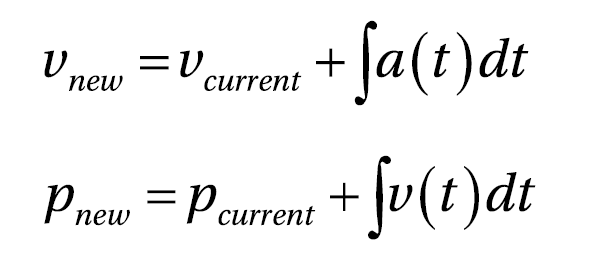 v_new = v_current + ∫a(t)dt
p_new = p_current + ∫v(t)dt